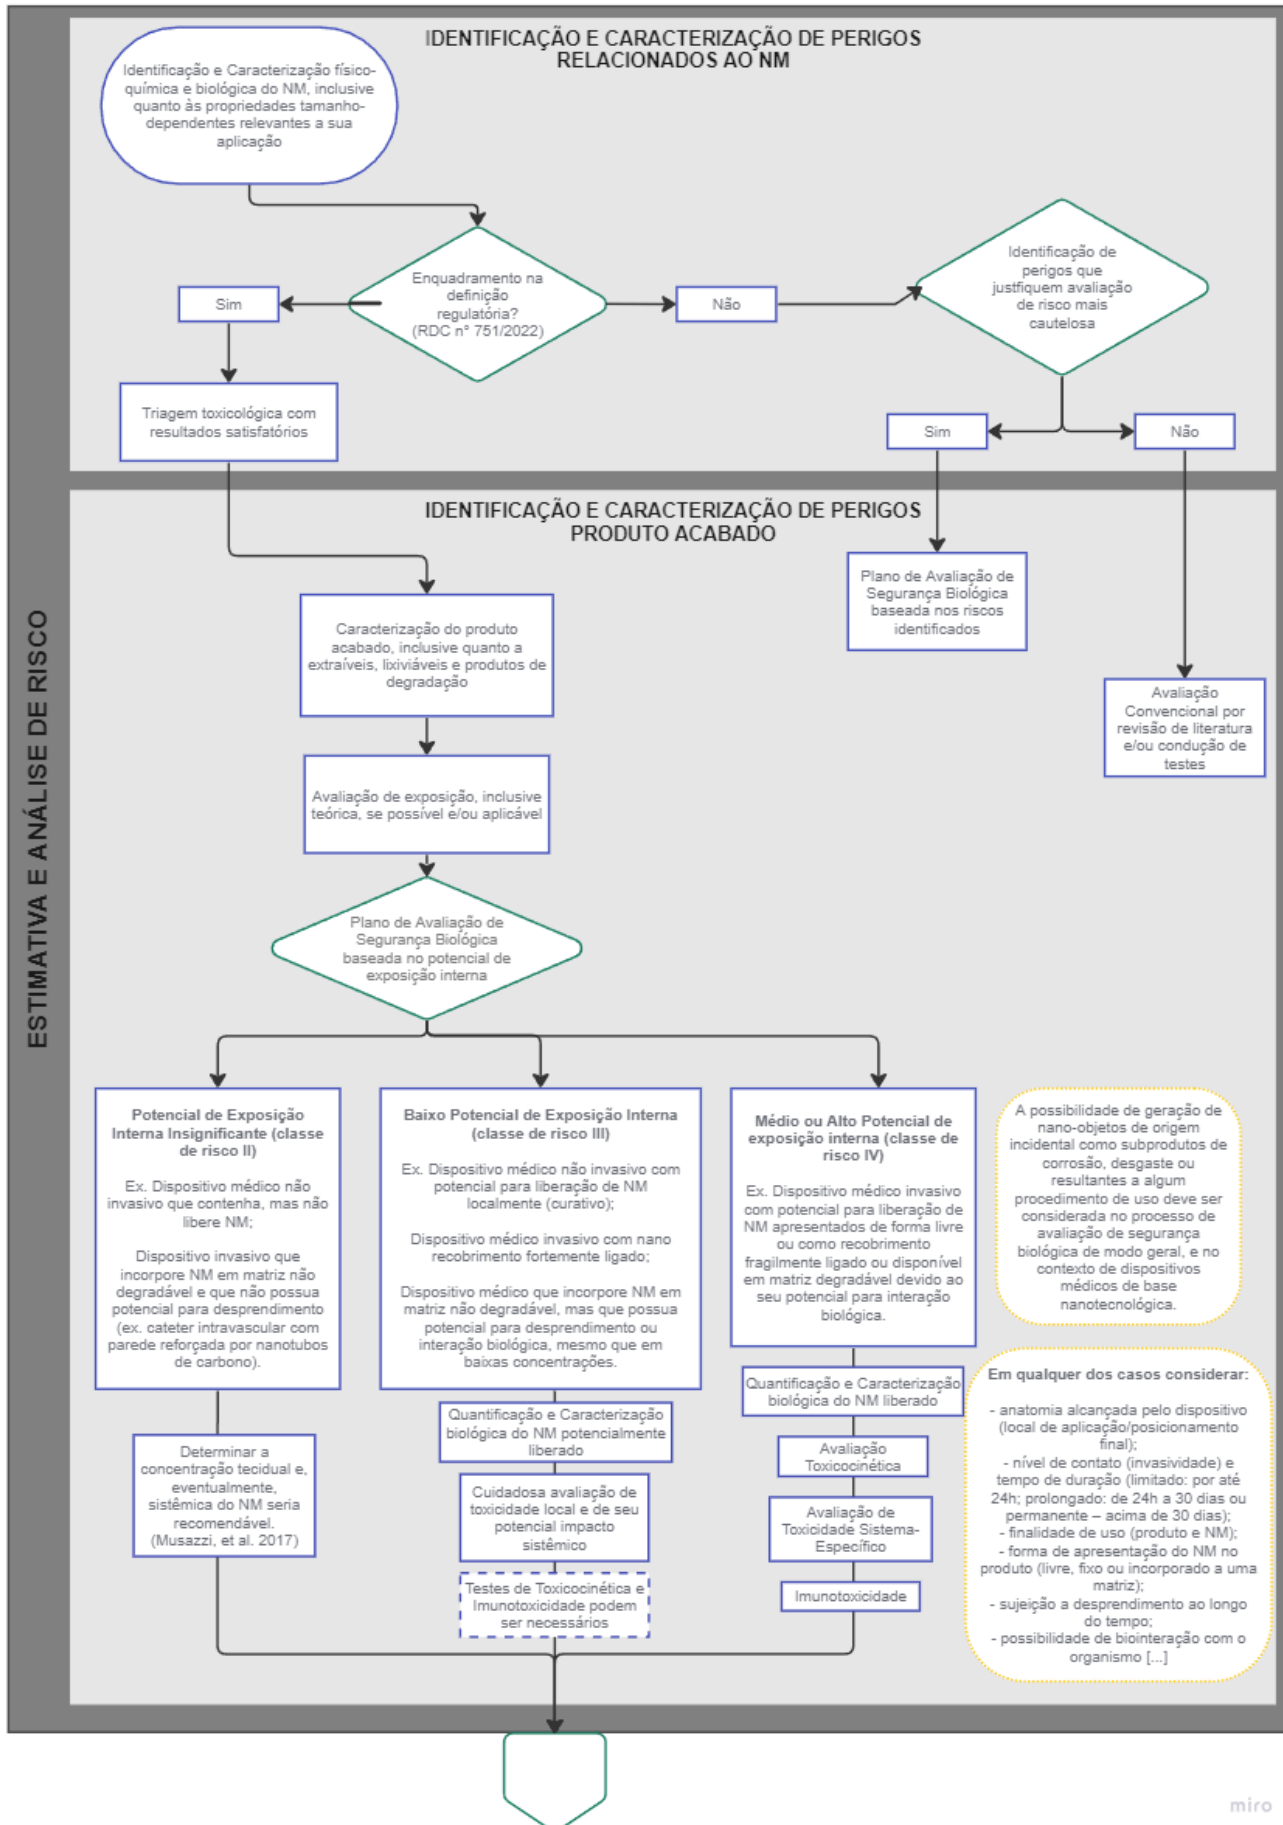 IDENTIFICAÇÃO E CARACTERIZAÇÃO DE PERIGOS
RELACIONADOS AO NM
Identificação e Caracterização físico-
química e biológica do NM, inclusive
quanto às propriedades tamanho-
dependentes relevantes a sua
aplicação
Enquadramento na
definição
regulatória?
(RDC n° 751/2022)
Sim
Não
Identificação de
perigos que
justfiquem avaliação
de risco mais
cautelosa
Triagem toxicológica com
resultados satisfatórios
Sim
Não
ESTIMATIVA E ANÁLISE DE RISCO
IDENTIFICAÇÃO E CARACTERIZAÇÃO DE PERIGOS
PRODUTO ACABADO
Plano de Avaliação de
Segurança Biológica
baseada nos riscos
identificados
Caracterização do produto
acabado, inclusive quanto a
extraíveis, lixiviáveis e produtos de
degradação
Avaliação
Convencional por
revisão de literatura
e/ou condução de
testes
Avaliação de exposição, inclusive
teórica, se possível e/ou aplicável
Plano de Avaliação de
Segurança Biológica
baseada no potencial de
exposição interna
Potencial de Exposição
Interna Insignificante (classe
de risco II)
Ex. Dispositivo médico não
invasivo que contenha, mas não
libere NM;
Dispositivo invasivo que
incorpore NM em matriz não
degradável e que não possua
potencial para desprendimento
(ex. cateter intravascular com
parede reforçada por nanotubos
de carbono).
Determinar a
concentração tecidual e,
eventualmente,
sistêmica do NM seria
recomendável.
(Musazzi, et al. 2017)
Baixo Potencial de Exposição Interna
(classe de risco III)
Ex. Dispositivo médico não invasivo com
potencial para liberação de NM
localmente (curativo);
Dispositivo médico invasivo com nano
recobrimento fortemente ligado;
Dispositivo médico que incorpore NM em
matriz não degradável, mas que possua
potencial para desprendimento ou
interação biológica, mesmo que em
baixas concentrações.
Quantificação e Caracterização
biológica do NM potencialmente
liberado
Cuidadosa avaliação de
toxicidade local e de seu
potencial impacto
sistêmico
Testes de Toxicocinética e
Imunotoxicidade podem
ser necessários
Médio ou Alto Potencial de
exposição interna (classe de
risco IV)
Ex. Dispositivo médico invasivo
com potencial para liberação de
NM apresentados de forma livre
ou como recobrimento
fragilmente ligado ou disponível
em matriz degradável devido ao
seu potencial para interação
biológica.
Quantificação e Caracterização
biológica do NM liberado
Avaliação
Toxicocinética
Avaliação de
Toxicidade Sistema-
Específico
Imunotoxicidade
A possibilidade de geração de
nano-objetos de origem
incidental como subprodutos de
corrosão, desgaste ou
resultantes a algum
procedimento de uso deve ser
considerada no processo de
avaliação de segurança
biológica de modo geral, e no
contexto de dispositivos
médicos de base
nanotecnológica.
Em qualquer dos casos considerar:
- anatomia alcançada pelo dispositivo
(local de aplicação/posicionamento
final);
- nível de contato (invasividade) e
tempo de duração (limitado: por até
24h; prolongado: de 24h a 30 dias ou
permanente – acima de 30 dias);
- finalidade de uso (produto e NM);
- forma de apresentação do NM no
produto (livre, fixo ou incorporado a uma
matriz);
- sujeição a desprendimento ao longo
do tempo;
- possibilidade de biointeração com o
organismo [...]
miro